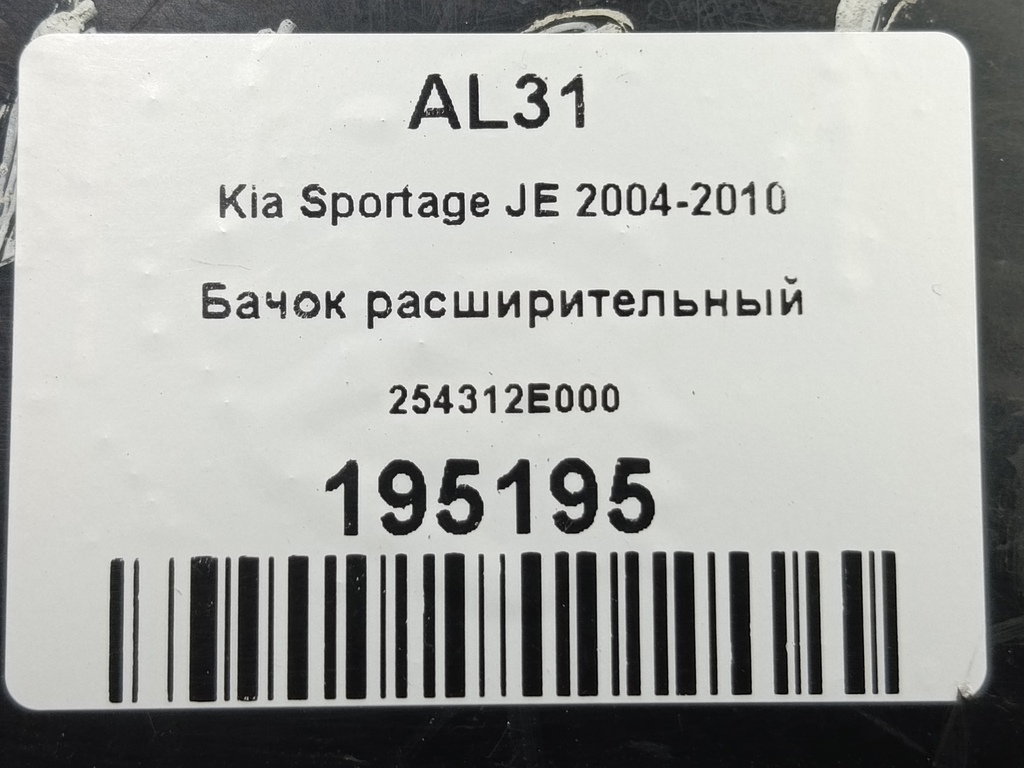 AL31
Kia Sportage JE 2004-2010
Бачок расширительный
254312E000
195195